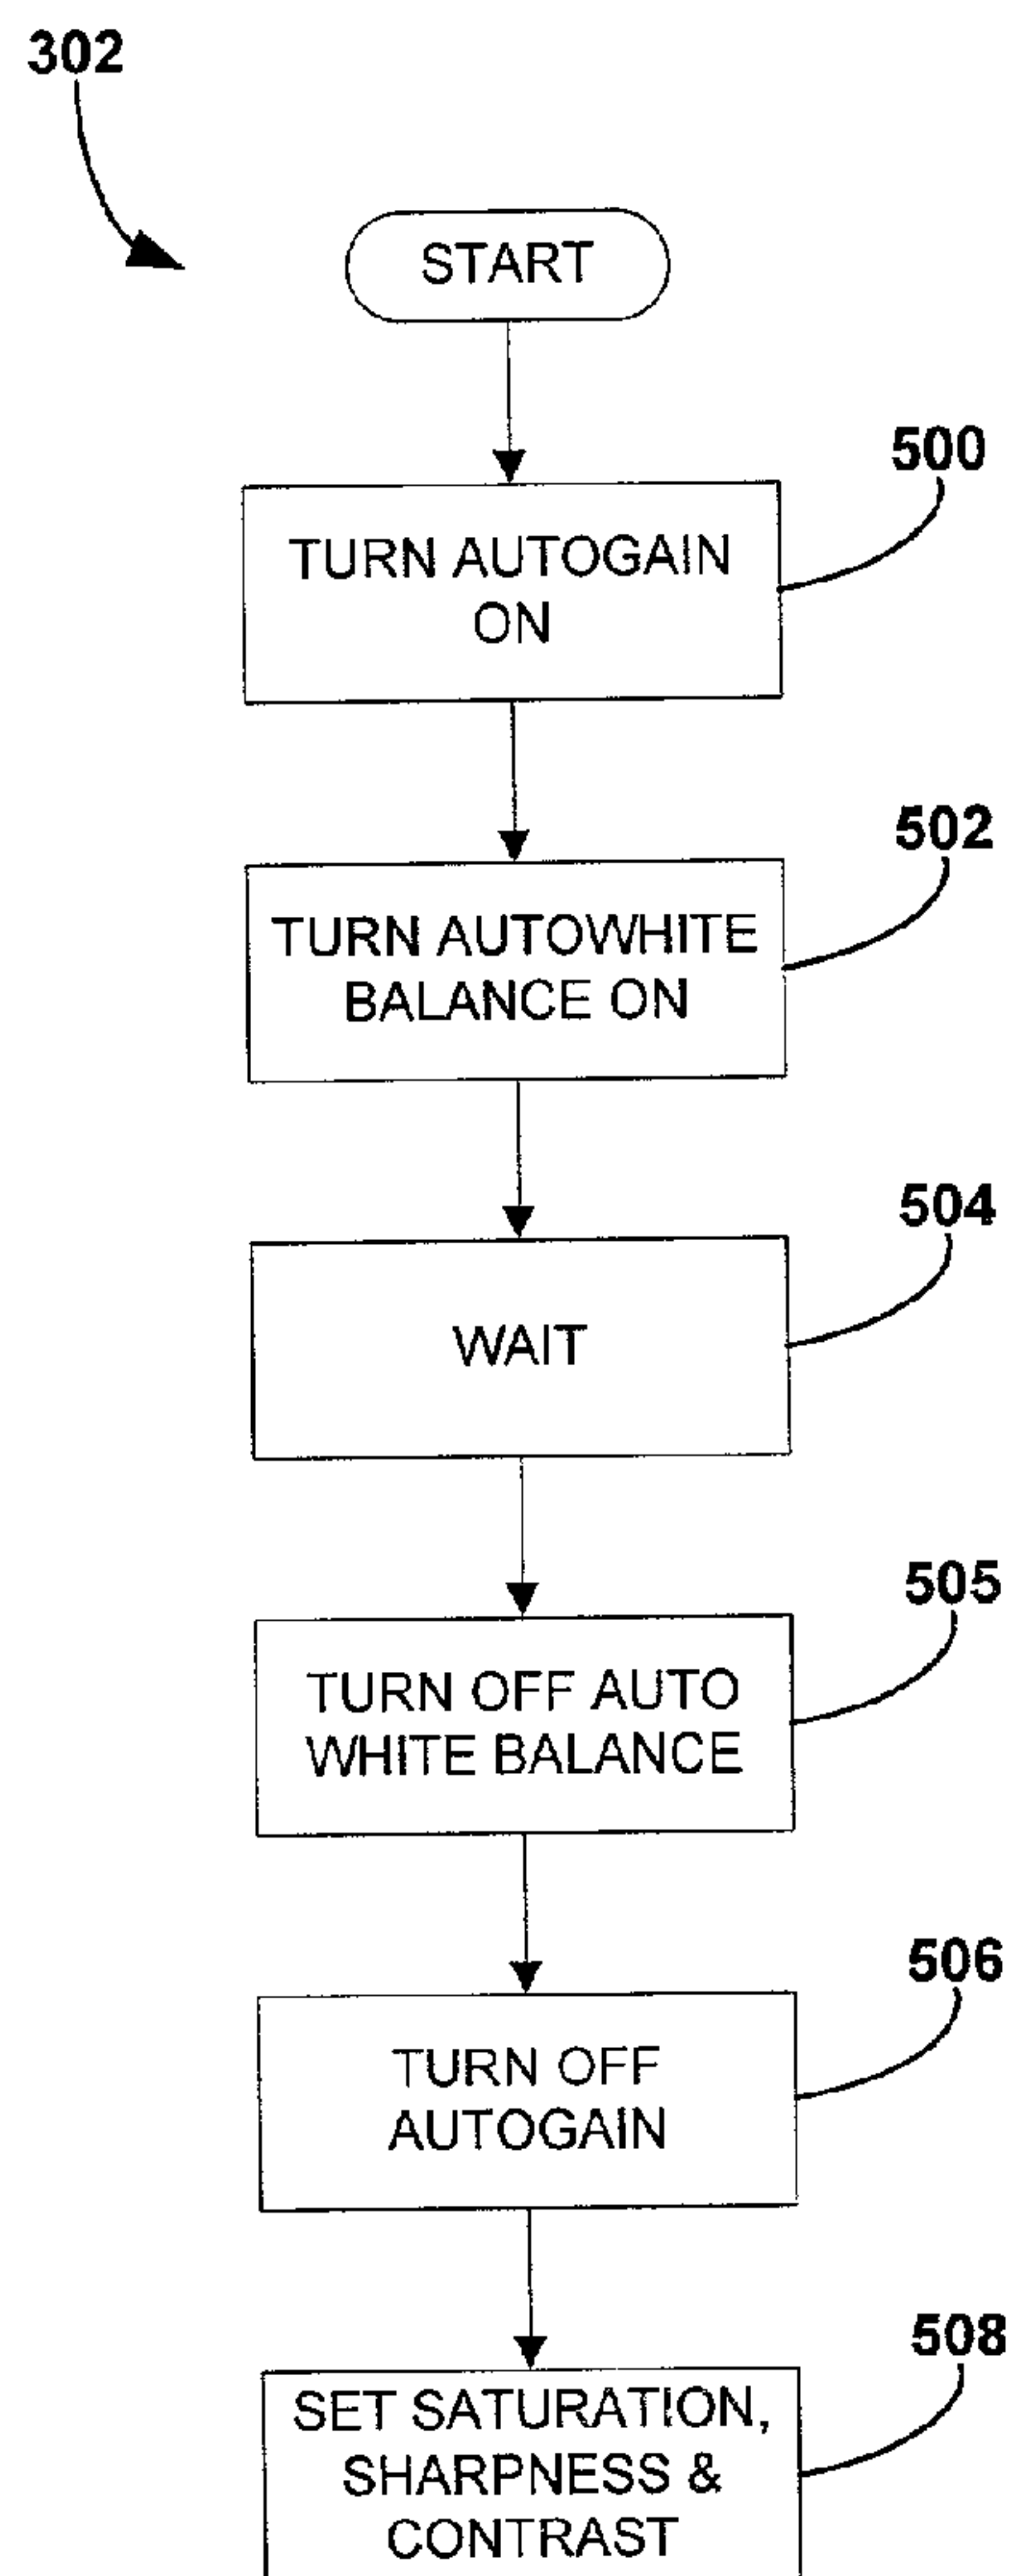 302
START
500
TURN AUTOGAIN
ON
502
TURN AUTOWHITE
BALANCE ON
504
WAIT
505
TURN OFF AUTO
WHITE BALANCE
506
TURN OFF
AUTOGAIN
508
SET SATURATION,
SHARPNESS &
CONTRAST